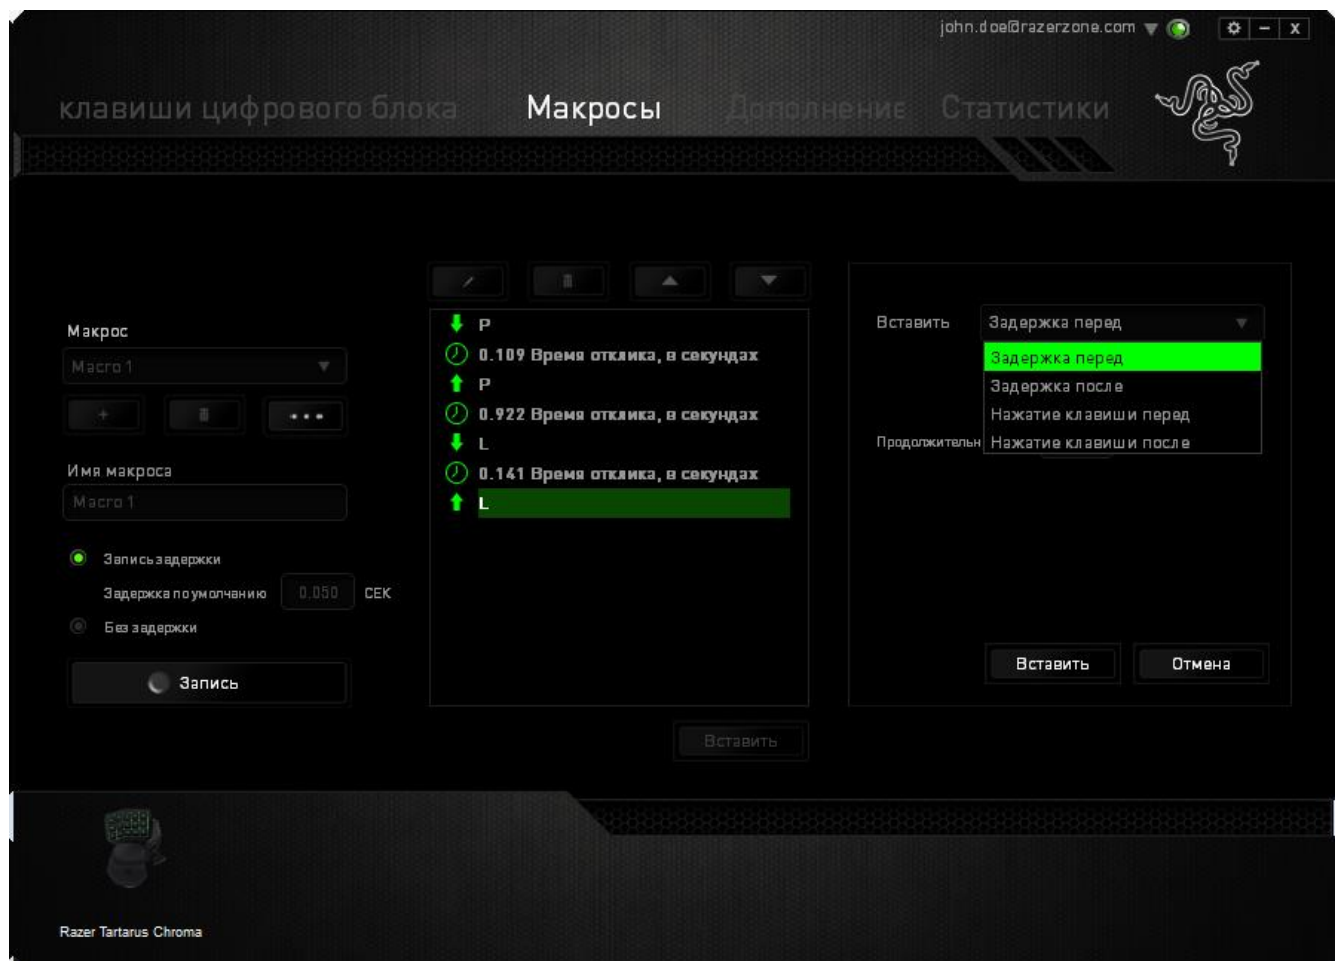 john.doe@razerzone.com
клавиши цифрового блока Макросы Дополнение Статистики
Макрос
Macro 1
Имя макроса
Macro 1
Запись задержки
Задержка по умолчанию 0.050 СЕК
Без задержки
Запись
P
0.109 Время отклика, в секундах
P
0.922 Время отклика, в секундах
L
0.141 Время отклика, в секундах
L
Вставить
Вставить Задержка перед
Задержка перед
Задержка после
Нажатие клавиши перед
Продолжительн Нажатие клавиши после
Вставить Отмена
Razer Tartarus Chroma